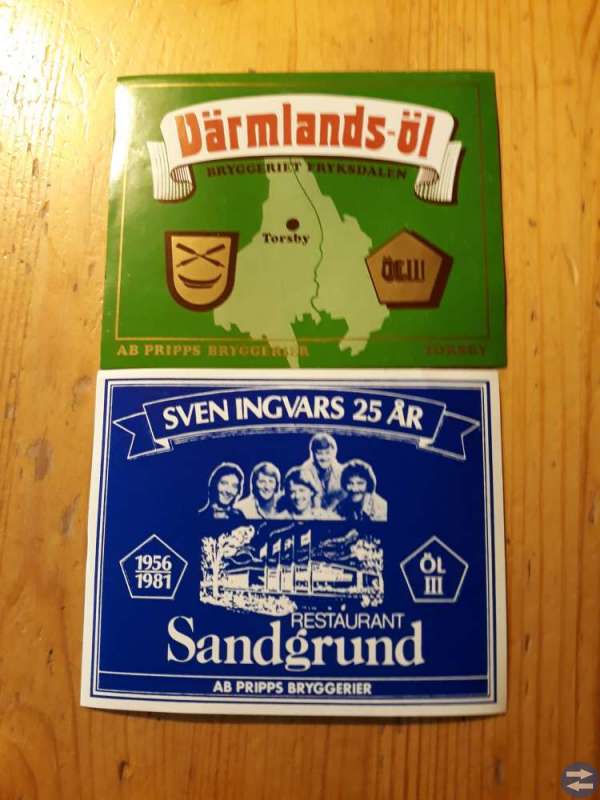 Värmlands-öl
BRYGGERIET FRYKSDALEN
Torsby
ÖL III
AB PRIPPS BRYGGERIER TORSBY
SVEN INGVARS 25 ÅR
1956
1981
ÖL
III
RESTAURANT
Sandgrund
AB PRIPPS BRYGGERIER